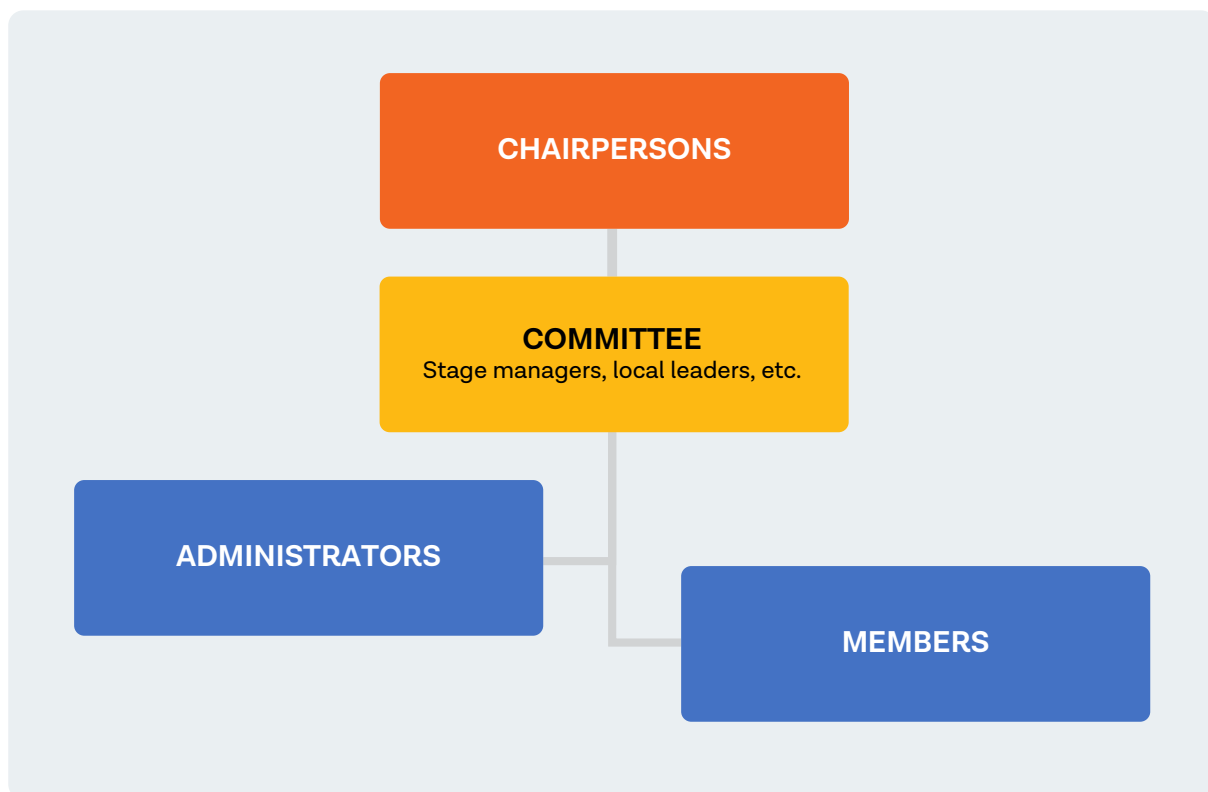 CHAIRPERSONS
COMMITTEE
Stage managers, local leaders, etc.
ADMINISTRATORS
MEMBERS